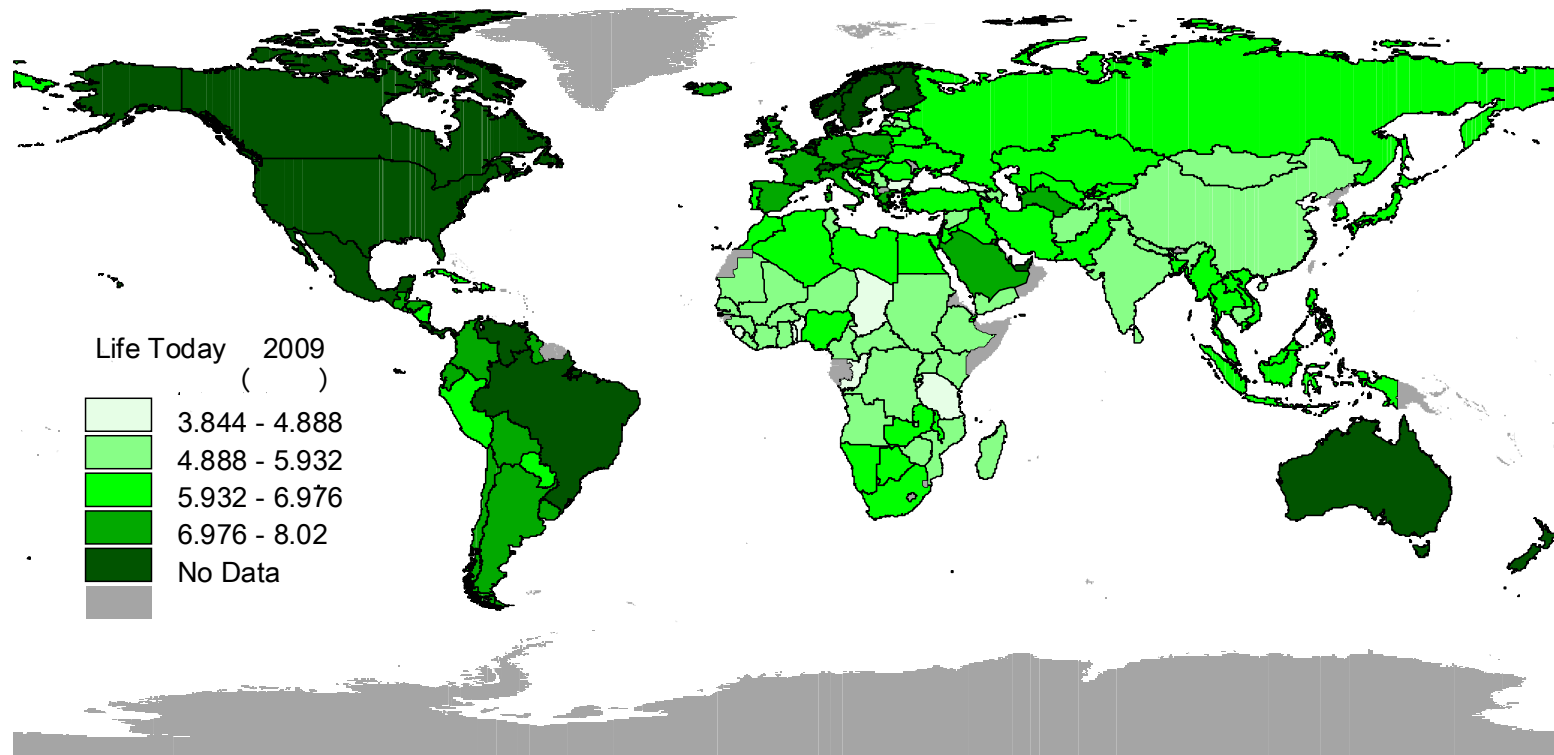 Life Today 2009
( )
3.844 - 4.888
4.888 - 5.932
5.932 - 6.976
6.976 - 8.02
No Data